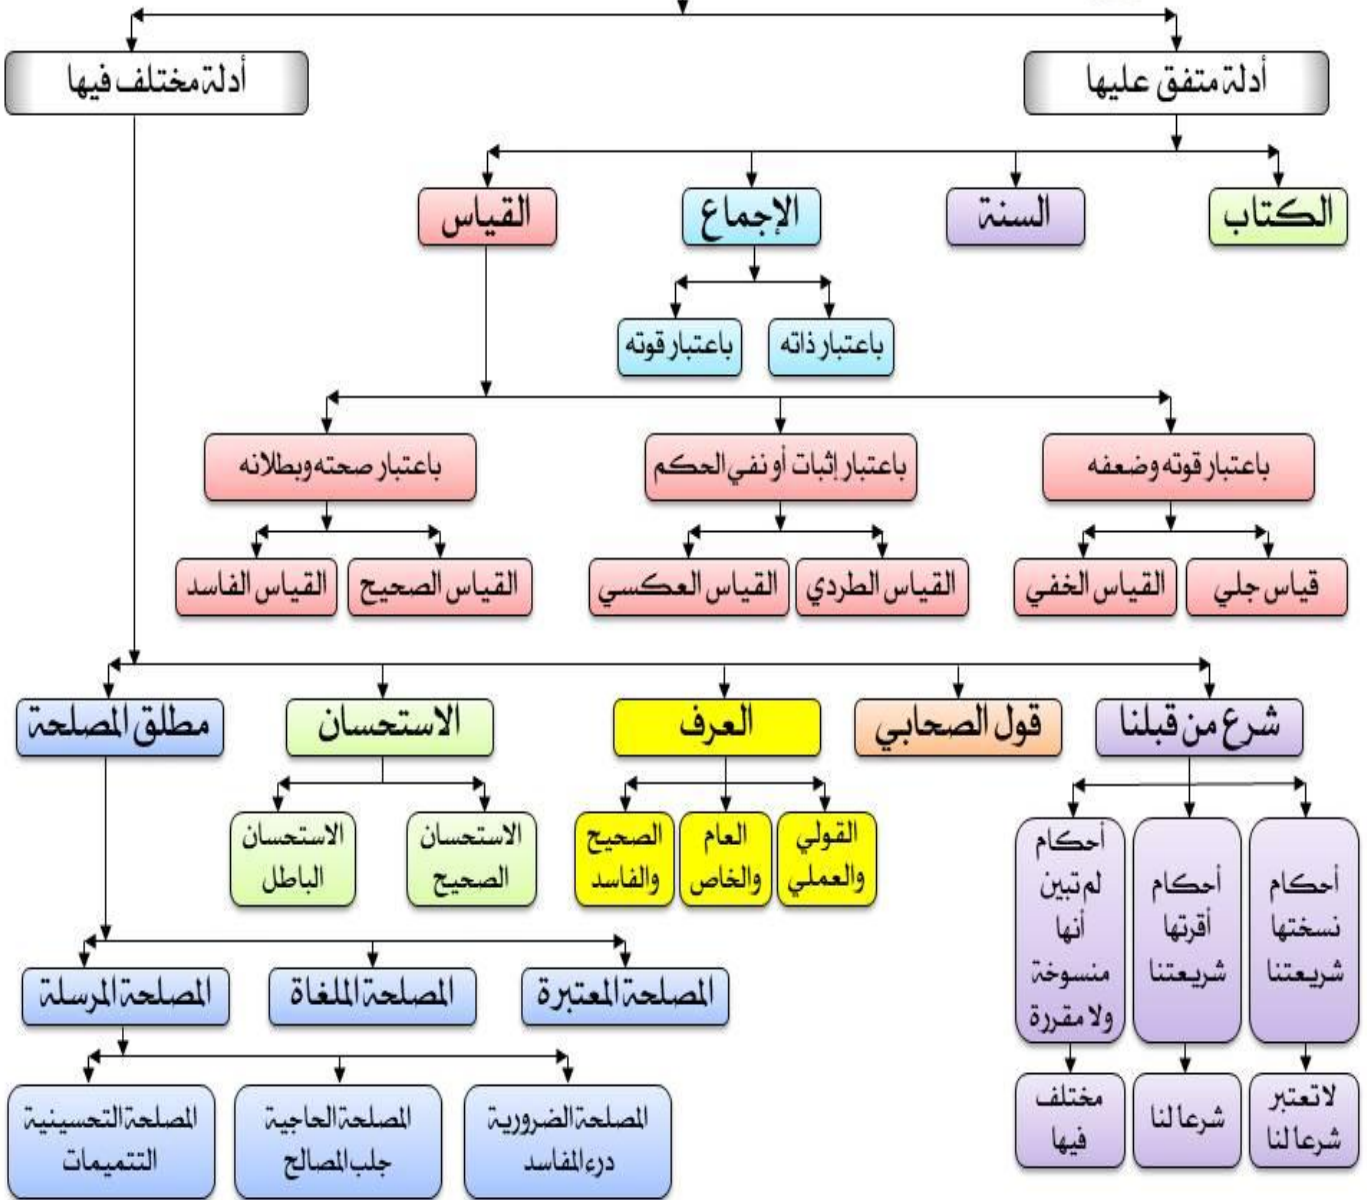 أدلة متفق عليها
أدلة مختلف فيها
الكتاب
السنة
الإجماع
القياس
باعتبار ذاته
باعتبار قوته
باعتبار قوته وضعفه
باعتبار إثبات أو نفي الحكم
باعتبار صحته وبطلانه
قياس جلي
القياس الخفي
القياس الطردي
القياس العكسي
القياس الصحيح
القياس الفاسد
شرع من قبلنا
قول الصحابي
العرف
الاستحسان
مطلق المصلحة
أحكام
نسختها
شريعتنا
أحكام
أقرتها
شريعتنا
أحكام
لم تبين
أنها
منسوخة
ولا مقررة
القولي
والعملي
العام
والخاص
الصحيح
والفاسد
الاستحسان
الصحيح
الاستحسان
الباطل
المصلحة المعتبرة
المصلحة الملغاة
المصلحة المرسلة
لا تعتبر
شرعا لنا
شرعا لنا
مختلف
فيها
المصلحة الضرورية
درء المفاسد
المصلحة الحاجية
جلب المصالح
المصلحة التحسينية
التتميمات